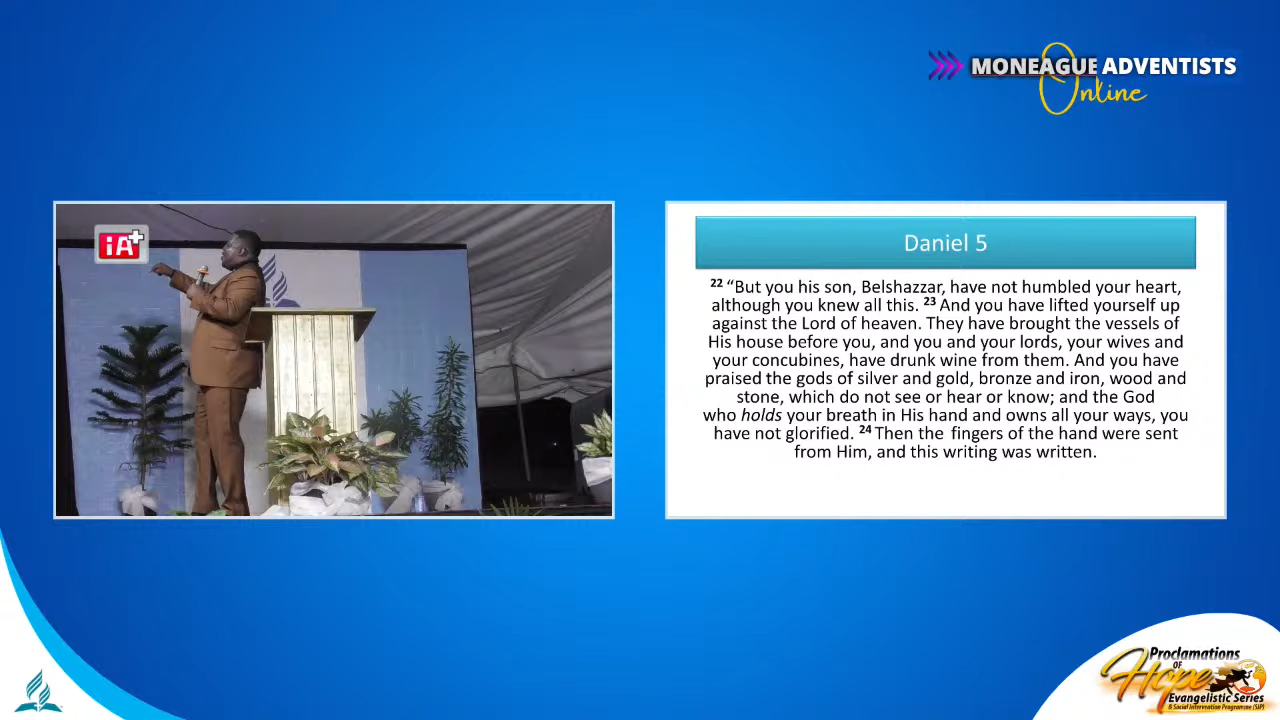 MONEAGUE ADVENTISTS
Online
iA+
Daniel 5
22 “But you his son, Belshazzar, have not humbled your heart,
although you knew all this. 23 And you have lifted yourself up
against the Lord of heaven. They have brought the vessels of
His house before you, and you and your lords, your wives and
your concubines, have drunk wine from them. And you have
praised the gods of silver and gold, bronze and iron, wood and
stone, which do not see or hear or know; and the God
who holds your breath in His hand and owns all your ways, you
have not glorified. 24 Then the fingers of the hand were sent
from Him, and this writing was written.
Proclamations
OF
Hope
Evangelistic Series
& Social Intervention Programme (SIP)